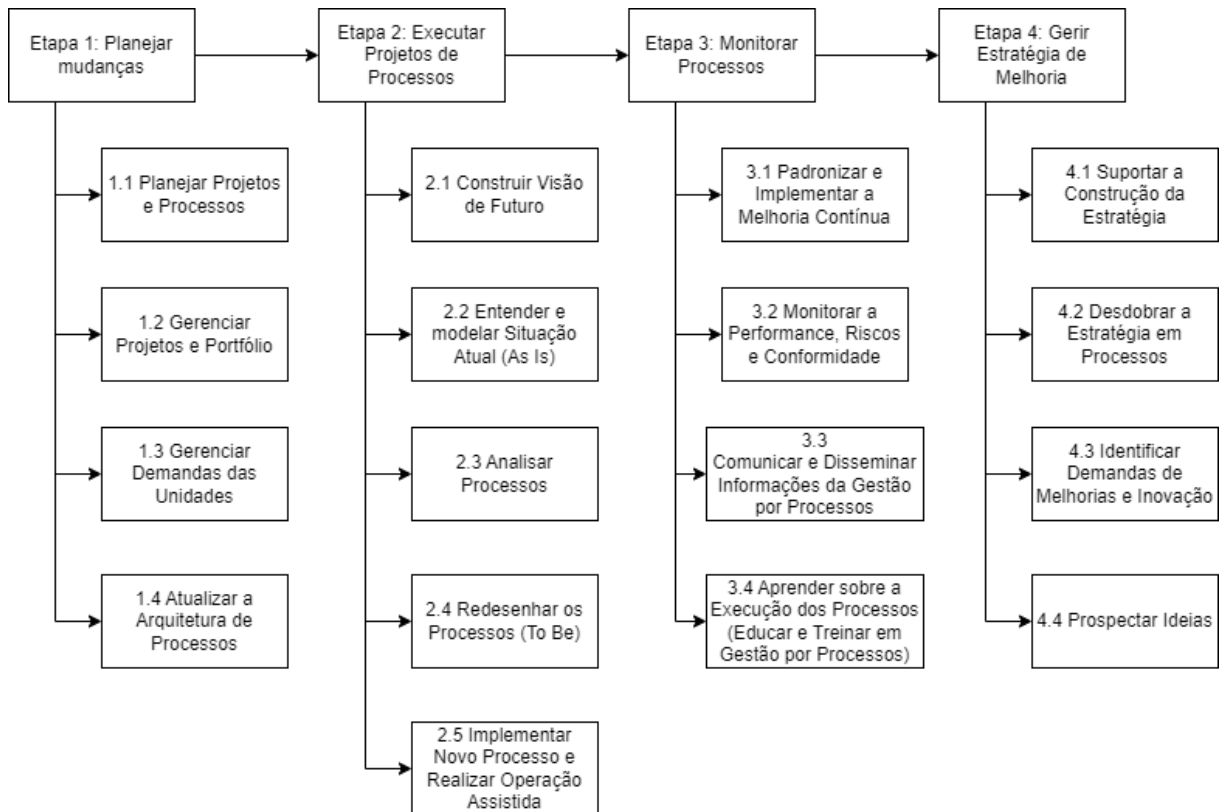 Etapa 1: Planejar
mudanças
Etapa 2: Executar
Projetos de
Processos
Etapa 3: Monitorar
Processos
Etapa 4: Gerir
Estratégia de
Melhoria
1.1 Planejar Projetos
e Processos
2.1 Construir Visão
de Futuro
3.1 Padronizar e
Implementar a
Melhoria Contínua
4.1 Suportar a
Construção da
Estratégia
1.2 Gerenciar
Projetos e Portfólio
2.2 Entender e
modelar Situação
Atual (As Is)
3.2 Monitorar a
Performance, Riscos
e Conformidade
4.2 Desdobrar a
Estratégia em
Processos
1.3 Gerenciar
Demandas das
Unidades
2.3 Analisar
Processos
3.3
Comunicar e Disseminar
Informações da Gestão
por Processos
4.3 Identificar
Demandas de
Melhorias e Inovação
1.4 Atualizar a
Arquitetura de
Processos
2.4 Redesenhar os
Processos (To Be)
3.4 Aprender sobre a
Execução dos Processos
(Educar e Treinar em
Gestão por Processos)
4.4 Prospectar Ideias
2.5 Implementar
Novo Processo e
Realizar Operação
Assistida